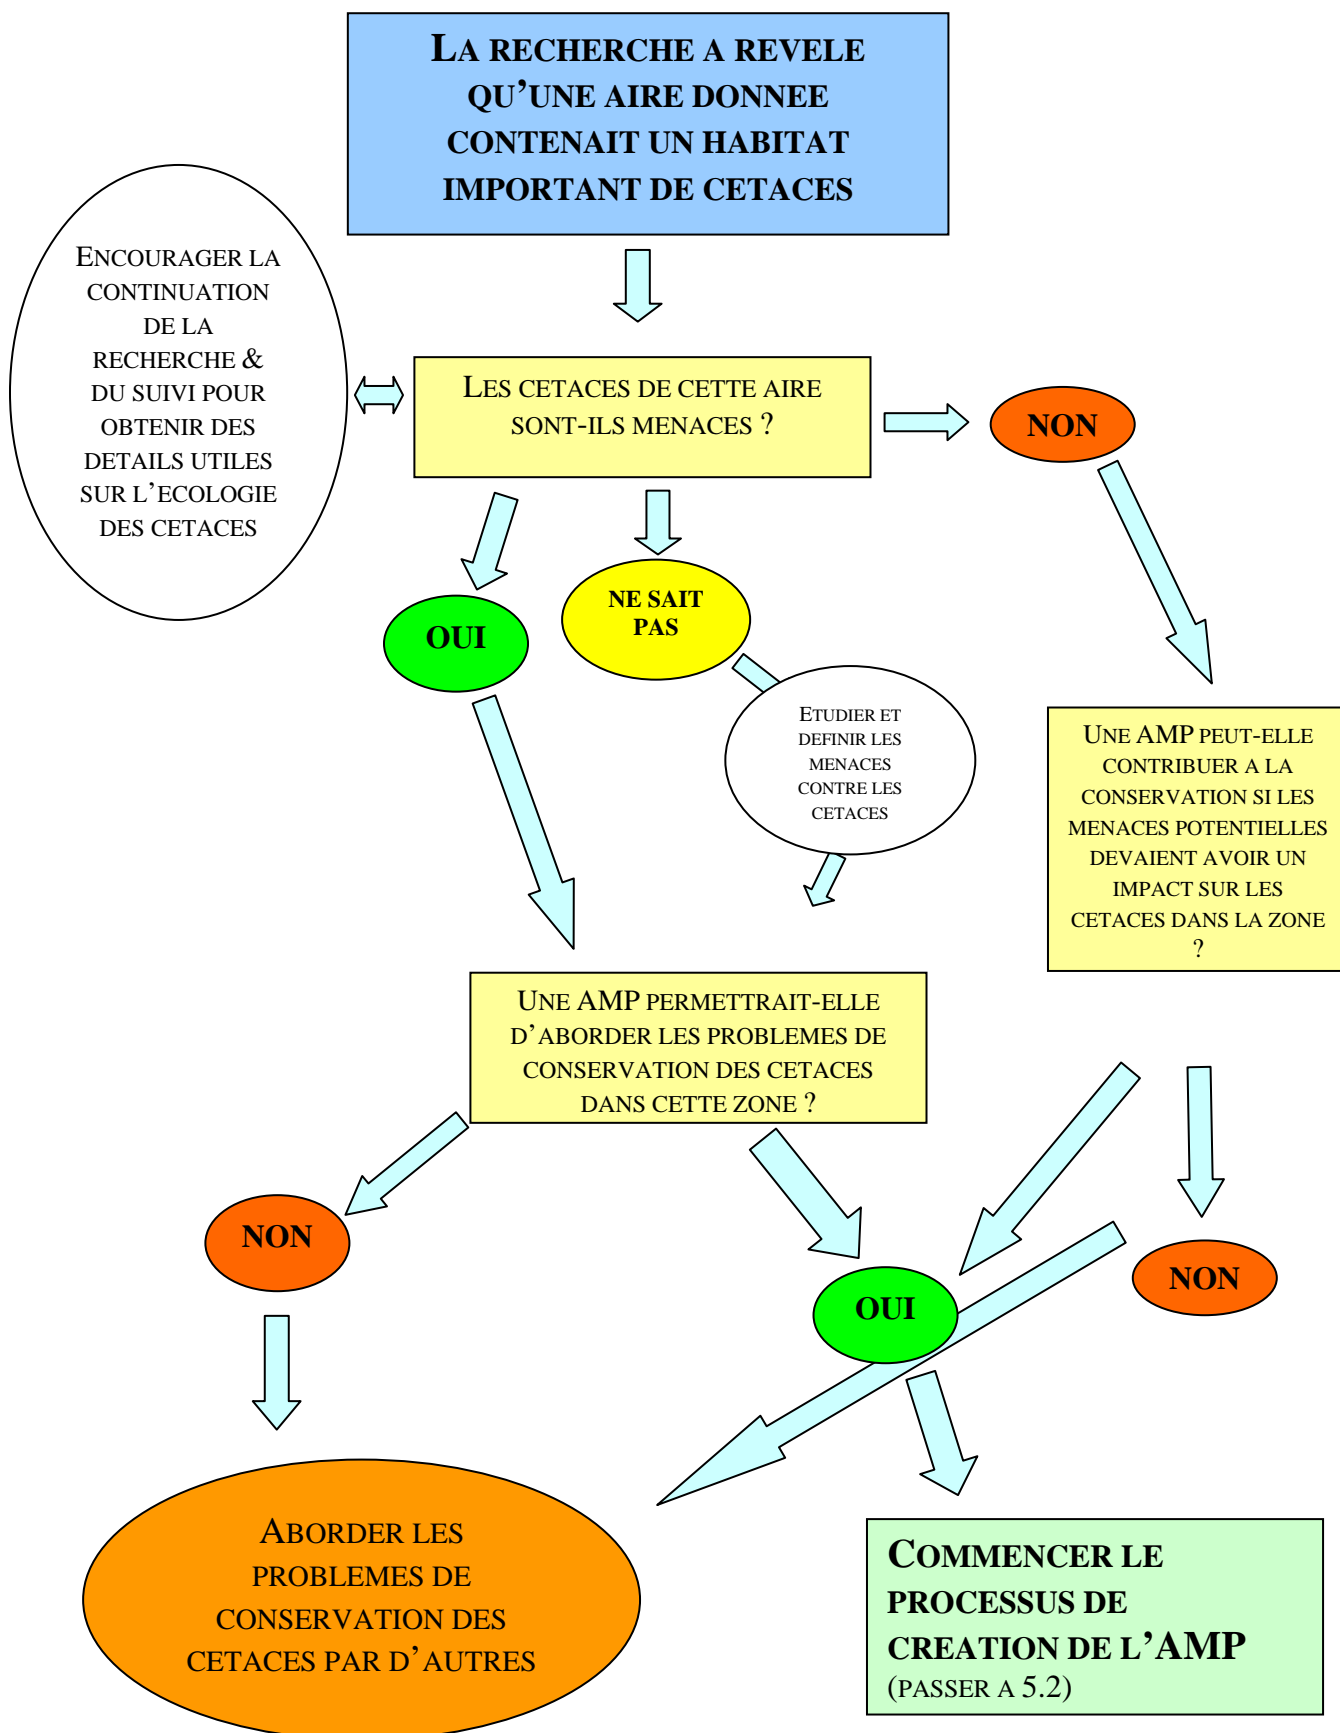 LA RECHERCHE A REVELE
QU’UNE AIRE DONNEE
CONTENAIT UN HABITAT
IMPORTANT DE CETACES
ENCOURAGER LA
CONTINUATION
DE LA
RECHERCHE &
DU SUIVI POUR
OBTENIR DES
DETAILS UTILES
SUR L’ECOLOGIE
DES CETACES
LES CETACES DE CETTE AIRE
SONT-ILS MENACES ?
NON
OUI
NE SAIT
PAS
ETUDIER ET
DEFINIR LES
MENACES
CONTRE LES
CETACES
UNE AMP PEUT-ELLE
CONTRIBUER A LA
CONSERVATION SI LES
MENACES POTENTIELLES
DEVAIENT AVOIR UN
IMPACT SUR LES
CETACES DANS LA ZONE
?
UNE AMP PERMETTRAIT-ELLE
D’ABORDER LES PROBLEMES DE
CONSERVATION DES CETACES
DANS CETTE ZONE ?
NON
OUI
NON
ABORDER LES
PROBLEMES DE
CONSERVATION DES
CETACES PAR D’AUTRES
COMMENCER LE
PROCESSUS DE
CREATION DE L’AMP
(PASSER A 5.2)